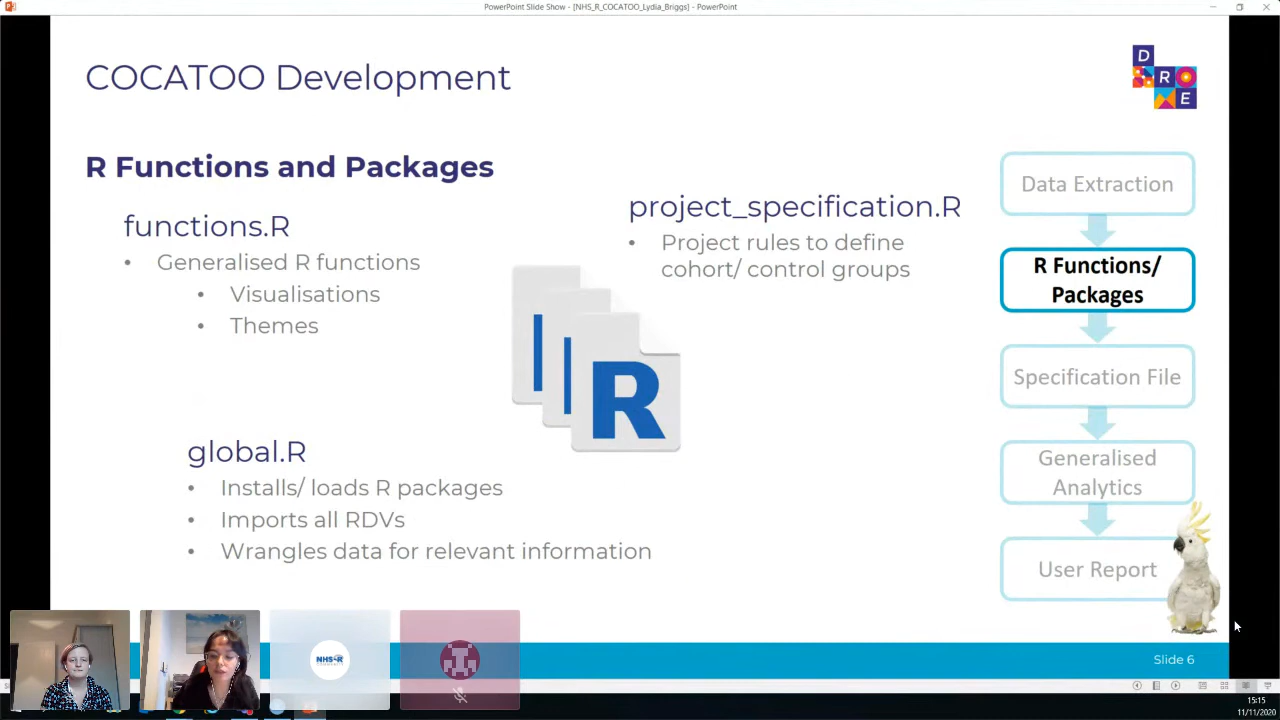 PowerPoint Slide Show - [NHS_R_COCATOO_Lydia_Briggs] - PowerPoint
COCATOO Development
D
R
E
R Functions and Packages
functions.R
• Generalised R functions
• Visualisations
• Themes
project_specification.R
• Project rules to define
cohort/ control groups
R
global.R
• Installs/ loads R packages
• Imports all RDVs
• Wrangles data for relevant information
Data Extraction
R Functions/
Packages
Specification File
Generalised
Analytics
User Report
NHS-R
Slide 6
15:15
11/11/2020